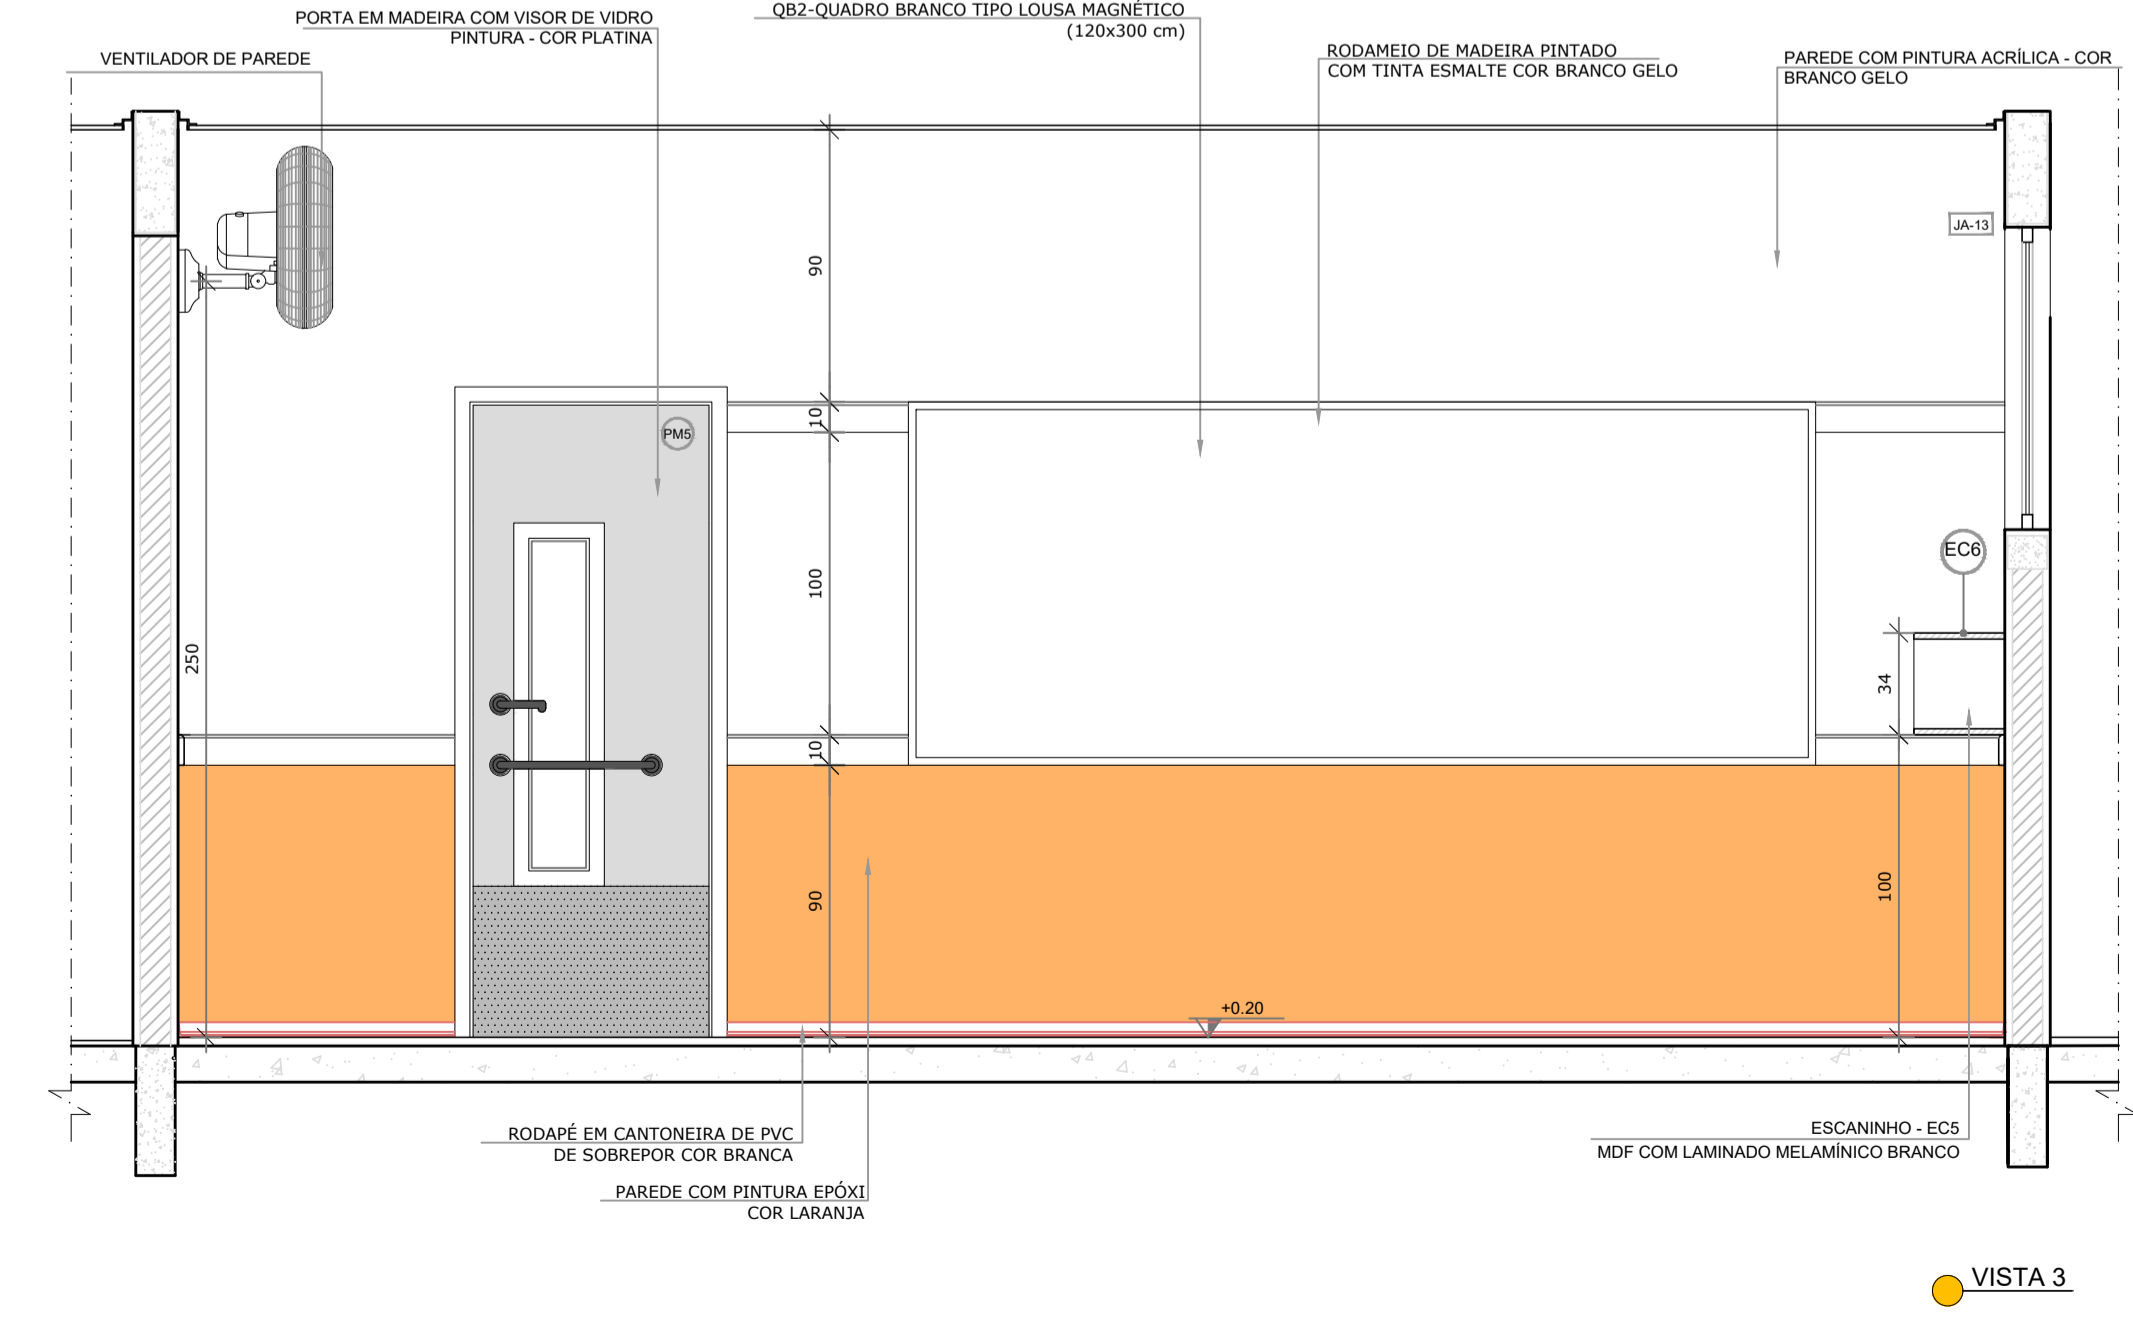 QB2-QUADRO BRANCO TIPO LOUSA MAGNÉTICO
(120x300 cm)
PORTA EM MADEIRA COM VISOR DE VIDRO
PINTURA - COR PLATINA
VENTILADOR DE PAREDE
RODAMEIO DE MADEIRA PINTADO
COM TINTA ESMALTE COR BRANCO GELO
PAREDE COM PINTURA ACRÍLICA - COR
BRANCO GELO
JA-13
90
10
PM5
EC6
100
250
34
10
90
100
+0.20
RODAPÉ EM CANTONEIRA DE PVC
DE SOBREPOR COR BRANCA
ESCANINHO - EC5
MDF COM LAMINADO MELAMÍNICO BRANCO
PAREDE COM PINTURA EPÓXI
COR LARANJA
VISTA 3